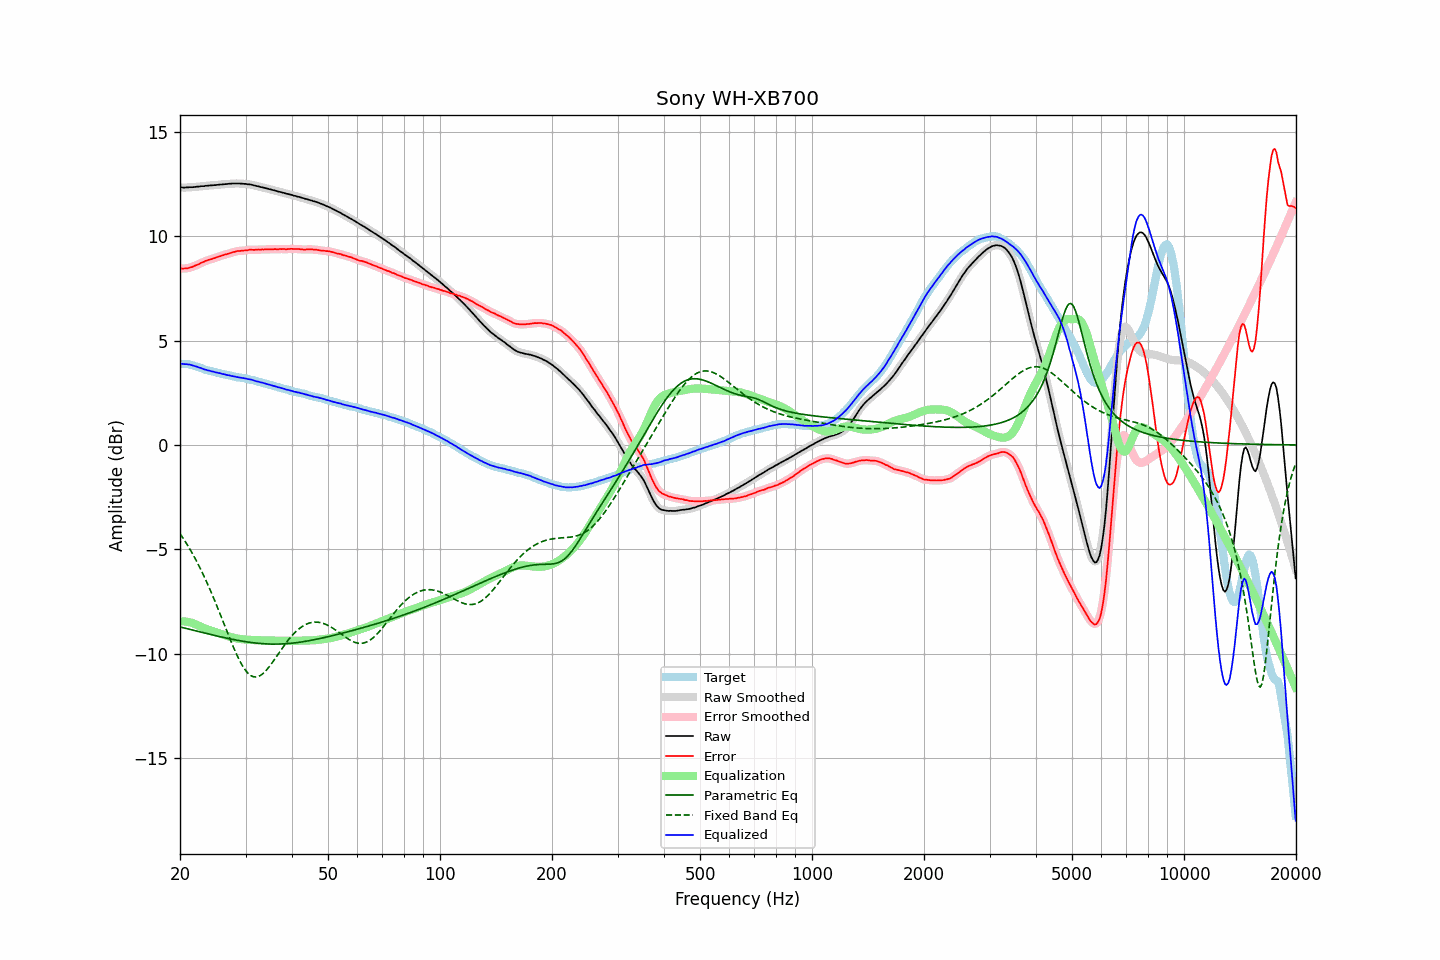 Sony WH-XB700
Amplitude (dBr)
15
10
5
0
−5
−10
−15
Target
Raw Smoothed
Error Smoothed
Raw
Error
Equalization
Parametric Eq
Fixed Band Eq
Equalized
20 50 100 200 500 1000 2000 5000 10000 20000
Frequency (Hz)